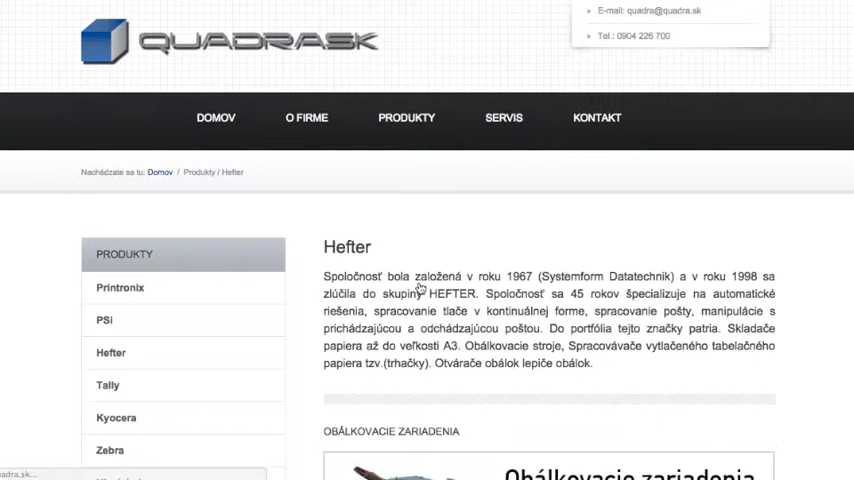 E-mail: quadra@quadra.sk
Tel.: 0904 226 700
QUADRASK
DOMOV O FIRME PRODUKTY SERVIS KONTAKT
Nachádzate sa tu: Domov / Produkty / Hefter
PRODUKTY
Printronix
PSi
Hefter
Tally
Kyocera
Zebra
Hefter
Spoločnosť bola založená v roku 1967 (Systemform Datatechnik) a v roku 1998 sa
zlúčila do skupiny HEFTER. Spoločnosť sa 45 rokov špecializuje na automatické
riešenia, spracovanie tlače v kontinuálnej forme, spracovanie pošty, manipulácie s
prichádzajúcou a odchádzajúcou poštou. Do portfólia tejto značky patria. Skladače
papiera až do veľkosti A3. Obálkovacie stroje, Spracovávače vytlačeného tabelačného
papiera tzv.(trhačky). Otvárače obálok lepiče obálok.
OBÁLKOVACIE ZARIADENIA
Obálkovacie zariadenia
adra.sk...